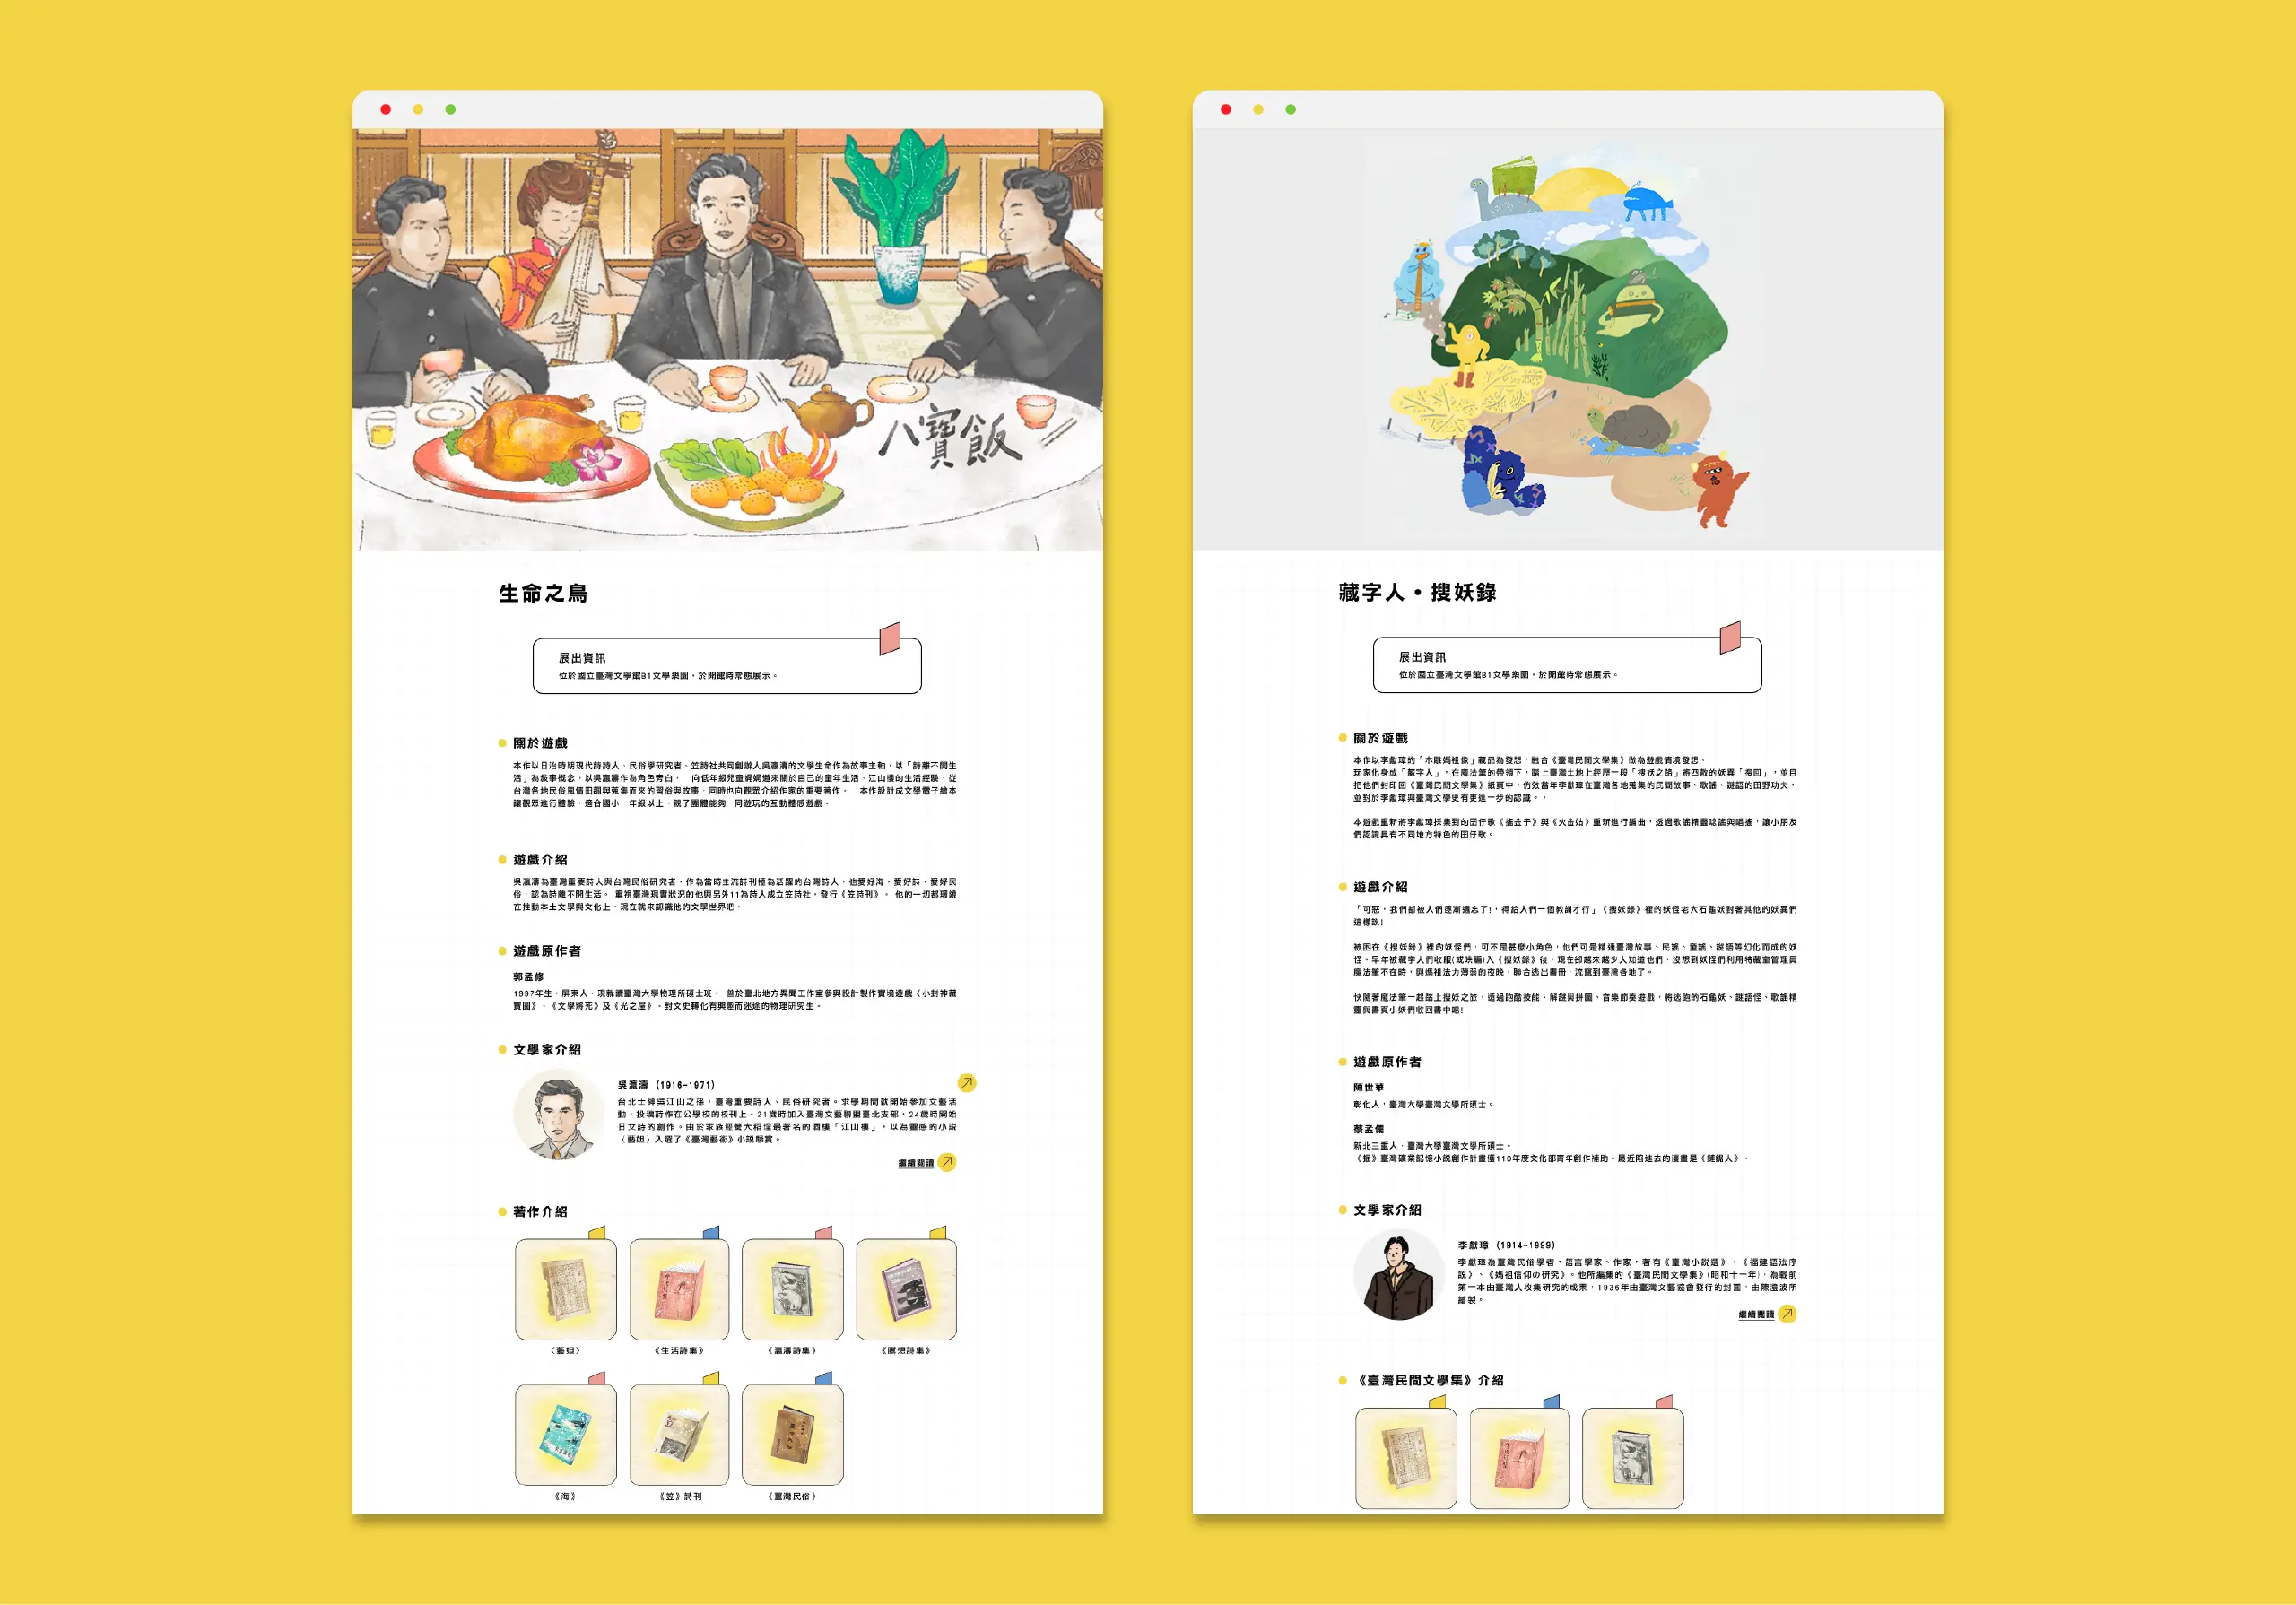 八寶飯
生命之鳥
展出資訊
位於國立臺灣文學館B1文學樂園，於開館時常態展示。
關於遊戲
本作以日治時期現代詩詩人、民俗學研究者、笠詩社共同創辦人吳瀛濤的文學生命作為故事主軸，以「詩離不開生
活」為敍事概念，以吳瀛濤作為角色旁白， 向低年級兒童娓娓道來關於自己的童年生活、江山樓的生活經驗、從
台灣各地民俗風情田調與蒐集而來的習俗與故事，同時也向觀眾介紹作家的重要著作。 本作設計成文學電子繪本
讓觀眾進行體驗，適合國小一年級以上、親子團體能夠一同遊玩的互動體感遊戲。
遊戲介紹
吳瀛濤為臺灣重要詩人與台灣民俗研究者，作為當時主流詩刊極為活躍的台灣詩人，他愛好海，愛好詩，愛好民
俗，認為詩離不開生活。 重視臺灣現實狀況的他與另外11為詩人成立笠詩社，發行《笠詩刊》。 他的一切都環繞
在推動本土文學與文化上，現在就來認識他的文學世界吧。
遊戲原作者
郭孟修
1997年生，屏東人，現就讀臺灣大學物理所碩士班。 曾於臺北地方異聞工作室參與設計製作實境遊戲《小封神藏
寶圖》、《文學將死》及《光之屋》，對文史轉化有興趣而迷途的物理研究生。
文學家介紹
吳瀛濤（1916-1971）
台北士紳吳江山之孫，臺灣重要詩人、民俗研究者。求學期間就開始參加文藝活
動，投稿詩作在公學校的校刊上。21歲時加入臺灣文藝聯盟臺北支部，24歲時開始
日文詩的創作。由於家族經營大稻埕最著名的酒樓「江山樓」，以為靈感的小說
〈藝妲〉入選了《臺灣藝術》小說懸賞。
繼續閱讀
著作介紹
〈藝妲〉
《生活詩集》
《瀛濤詩集》
《瞑想詩集》
《海》
《笠》詩刊
《臺灣民俗》
藏字人・搜妖錄
展出資訊
位於國立臺灣文學館B1文學樂園，於開館時常態展示。
關於遊戲
本作以李獻璋的「木雕媽祖像」藏品為發想，融合《臺灣民間文學集》做為遊戲情境發想，
玩家化身成「藏字人」，在魔法筆的帶領下，踏上臺灣土地上經歷一段「搜妖之路」將四散的妖異「搜回」，並且
把他們封印回《臺灣民間文學集》紙頁中，仿效當年李獻璋在臺灣各地蒐集的民間故事、歌謠、謎語的田野功夫，
並對於李獻璋與臺灣文學史有更進一步的認識。，
本遊戲重新將李獻璋採集到的囝仔歌《搖金子》與《火金姑》重新進行編曲，透過歌謠精靈唸謠與唱謠，讓小朋友
們認識具有不同地方特色的囝仔歌。
遊戲介紹
「可惡，我們都被人們逐漸遺忘了!，得給人們一個教訓才行」《搜妖錄》裡的妖怪老大石龜妖對著其他的妖異們
這樣說!
被困在《搜妖錄》裡的妖怪們，可不是甚麼小角色，他們可是精通臺灣故事、民謠、童謠、謎語等幻化而成的妖
怪。早年被藏字人們收服(或哄騙)入《搜妖錄》後，現在卻越來越少人知道他們，沒想到妖怪們利用特藏室管理員
魔法筆不在時，與媽祖法力薄弱的夜晚，聯合逃出書冊，流竄到臺灣各地了。
快隨著魔法筆一起踏上搜妖之旅，透過跑酷技能、解謎與拼圖、音樂節奏遊戲，將逃跑的石龜妖、謎語怪、歌謠精
靈與書頁小妖們收回書中吧!
遊戲原作者
陳世華
彰化人，臺灣大學臺灣文學所碩士。
蔡孟儒
新北三重人，臺灣大學臺灣文學所碩士。
《掘》臺灣礦業記憶小說創作計畫獲110年度文化部青年創作補助。最近陷進去的漫畫是《鏈鋸人》。
文學家介紹
李獻璋（1914-1999）
李獻璋為臺灣民俗學者，語言學家、作家，著有《臺灣小說選》、《福建語法序
說》、《媽祖信仰の研究》。他所編集的《臺灣民間文學集》(昭和十一年)，為戰前
第一本由臺灣人收集研究的成果，1936年由臺灣文藝協會發行的封面，由陳澄波所
繪製。
繼續閱讀
《臺灣民間文學集》介紹